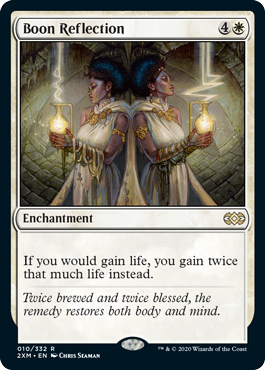 Boon Reflection 4
Enchantment
If you would gain life, you gain twice
that much life instead.
Twice brewed and twice blessed, the
remedy restores both body and mind.
010/332 R
2XM • EN Chris Seaman
™ & © 2020 Wizards of the Coast